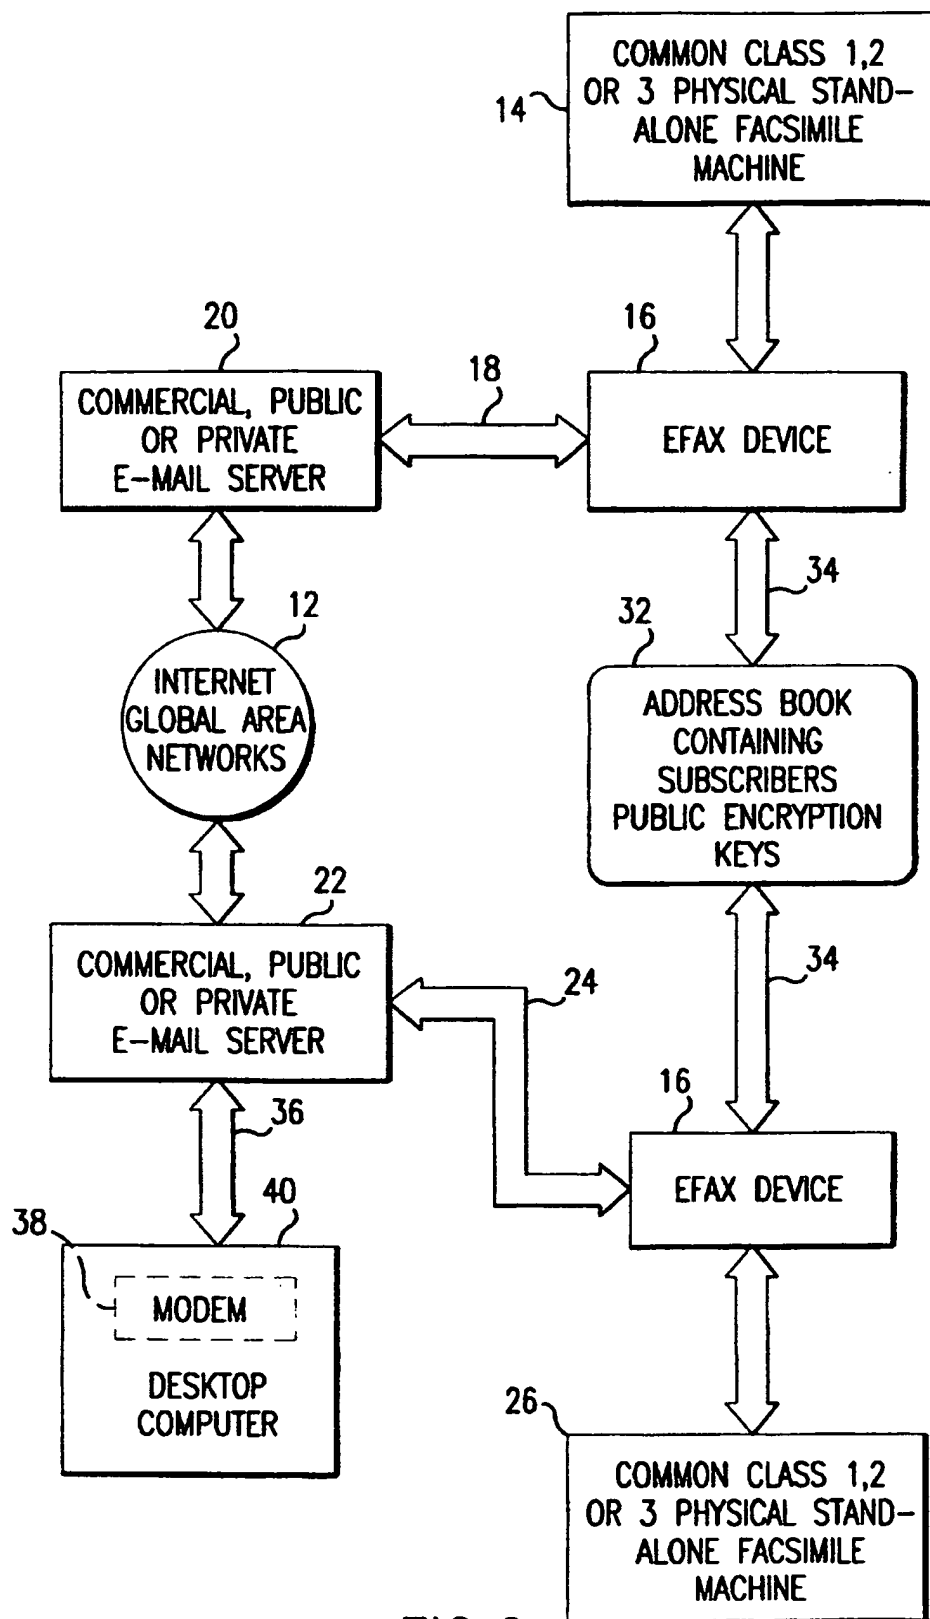 COMMON CLASS 1,2
OR 3 PHYSICAL STAND-
ALONE FACSIMILE
MACHINE
14
20
COMMERCIAL, PUBLIC
OR PRIVATE
E-MAIL SERVER
18
16
EFAX DEVICE
34
12
INTERNET
GLOBAL AREA
NETWORKS
32
ADDRESS BOOK
CONTAINING
SUBSCRIBERS
PUBLIC ENCRYPTION
KEYS
22
COMMERCIAL, PUBLIC
OR PRIVATE
E-MAIL SERVER
24
34
16
EFAX DEVICE
36
40
38
MODEM
DESKTOP
COMPUTER
26
COMMON CLASS 1,2
OR 3 PHYSICAL STAND-
ALONE FACSIMILE
MACHINE